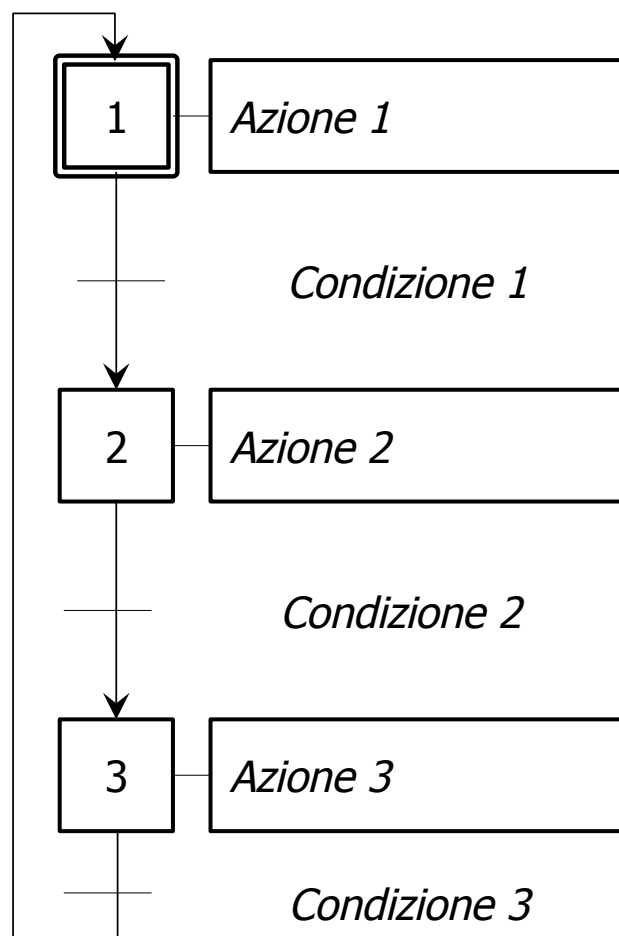 1
Azione 1
Condizione 1
2
Azione 2
Condizione 2
3
Azione 3
Condizione 3